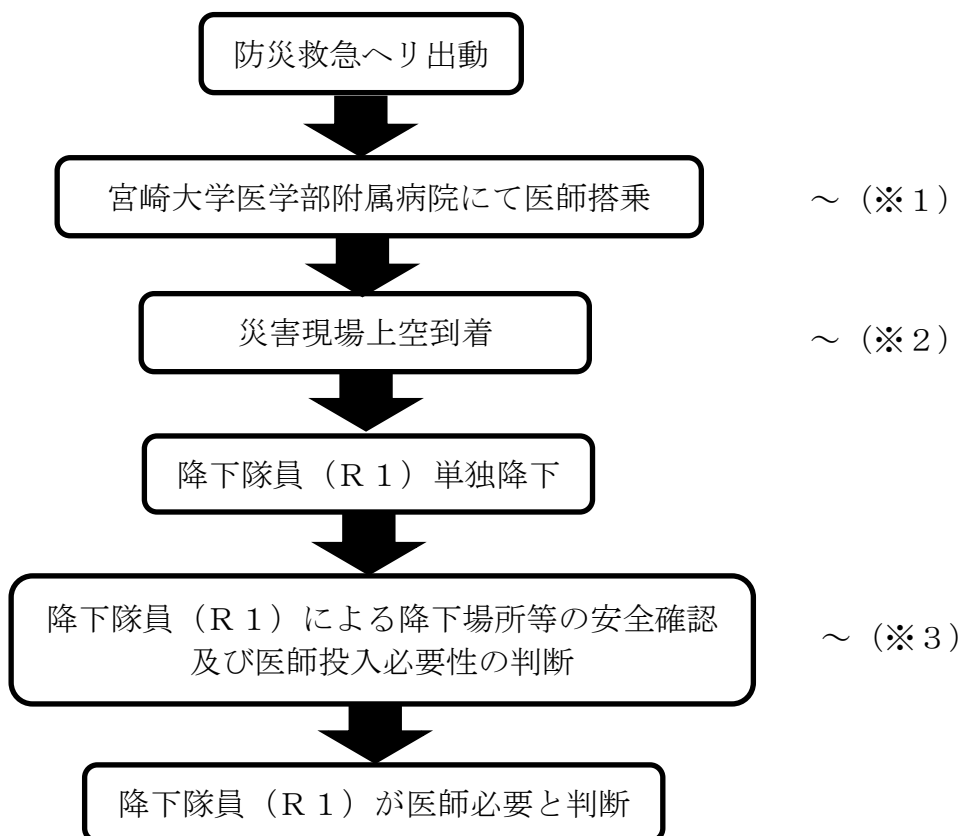 防災救急ヘリ出動
宮崎大学医学部附属病院にて医師搭乗
～（※１）
災害現場上空到着
～（※２）
降下隊員（Ｒ１）単独降下
降下隊員（Ｒ１）による降下場所等の安全確認
及び医師投入必要性の判断
～（※３）
降下隊員（Ｒ１）が医師必要と判断